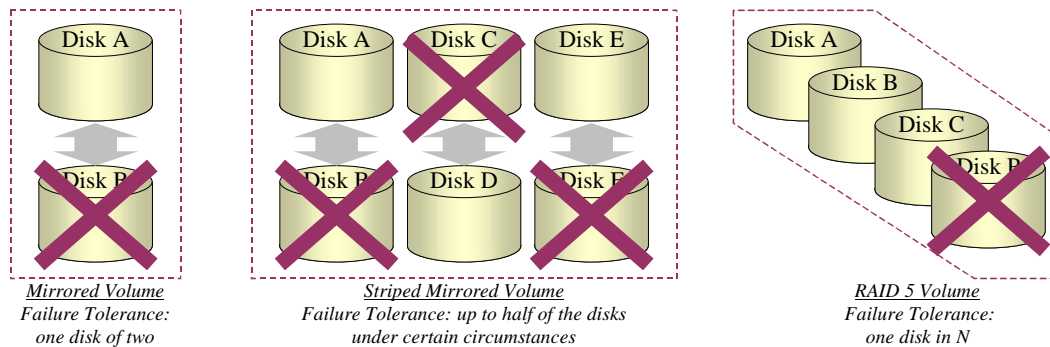 Disk A
Disk B
Mirrored Volume
Failure Tolerance:
one disk of two
Disk A
Disk C
Disk E
Disk B
Disk D
Disk
Striped Mirrored Volume
Failure Tolerance: up to half of the disks
under certain circumstances
Disk A
Disk B
Disk C
Disk
RAID 5 Volume
Failure Tolerance:
one disk in N